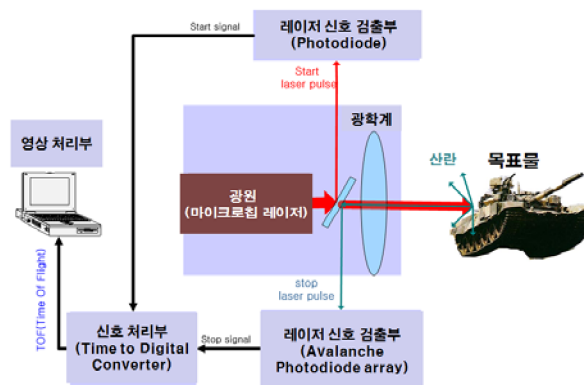 Start signal
레이저 신호 검출부
(Photodiode)
Start
laser pulse
광학계
영상 처리부
산란
목표물
광원
(마이크로칩 레이저)
stop
laser pulse
TOF(Time Of Flight)
신호 처리부
(Time to Digital
Converter)
Stop signal
레이저 신호 검출부
(Avalanche
Photodiode array)